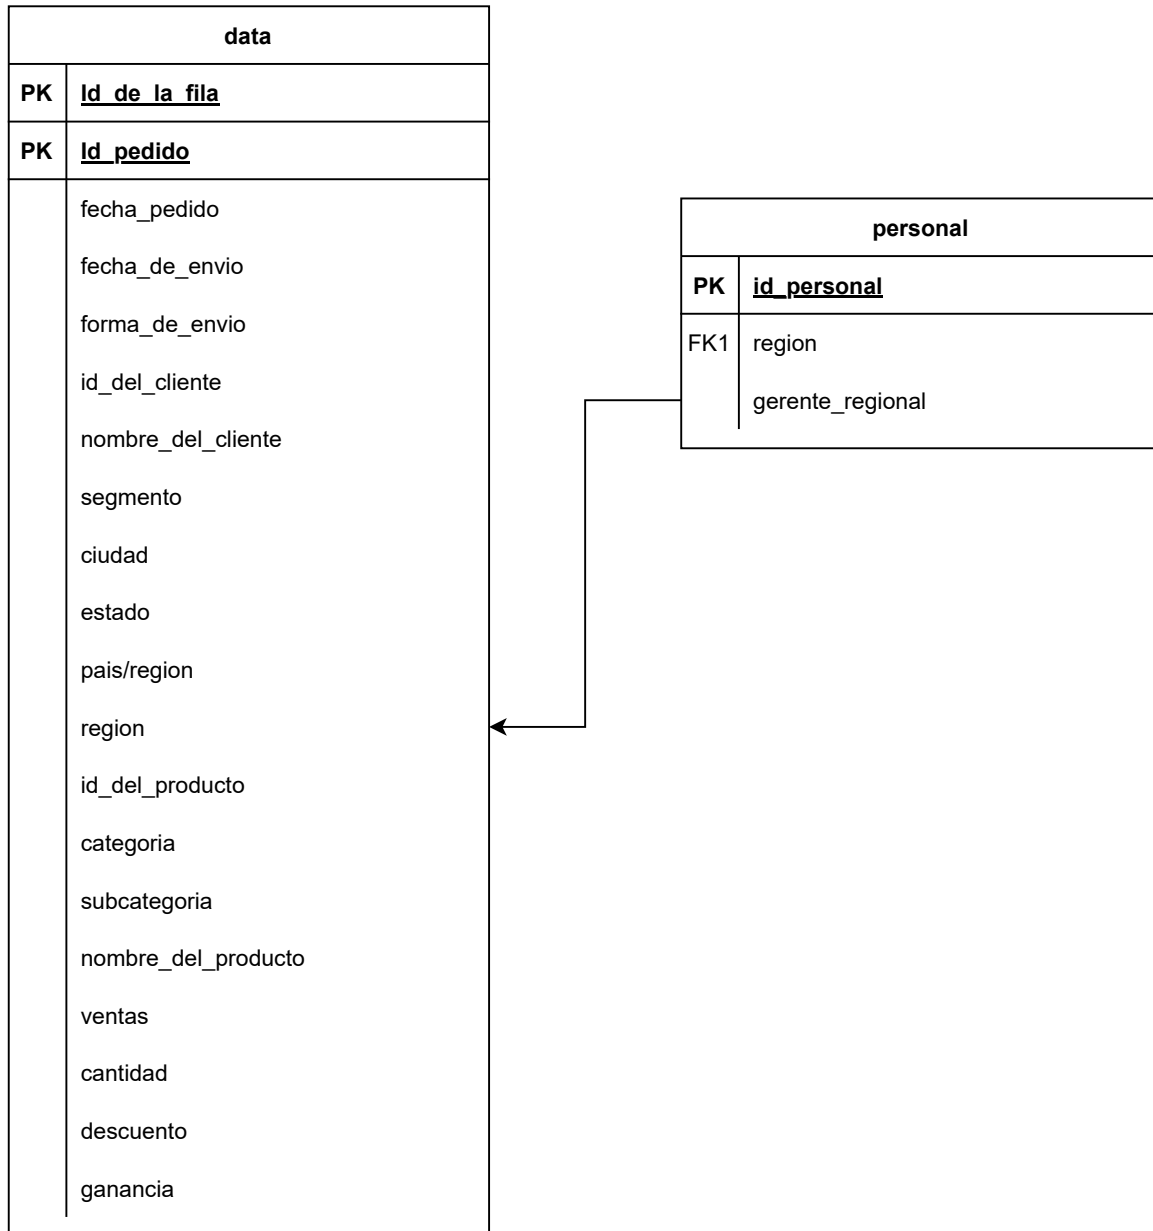 data
PK Id_de_la_fila
PK Id_pedido
fecha_pedido
fecha_de_envio
forma_de_envio
id_del_cliente
nombre_del_cliente
segmento
ciudad
estado
pais/region
region
id_del_producto
categoria
subcategoria
nombre_del_producto
ventas
cantidad
descuento
ganancia
personal
PK id_personal
FK1 region
gerente_regional